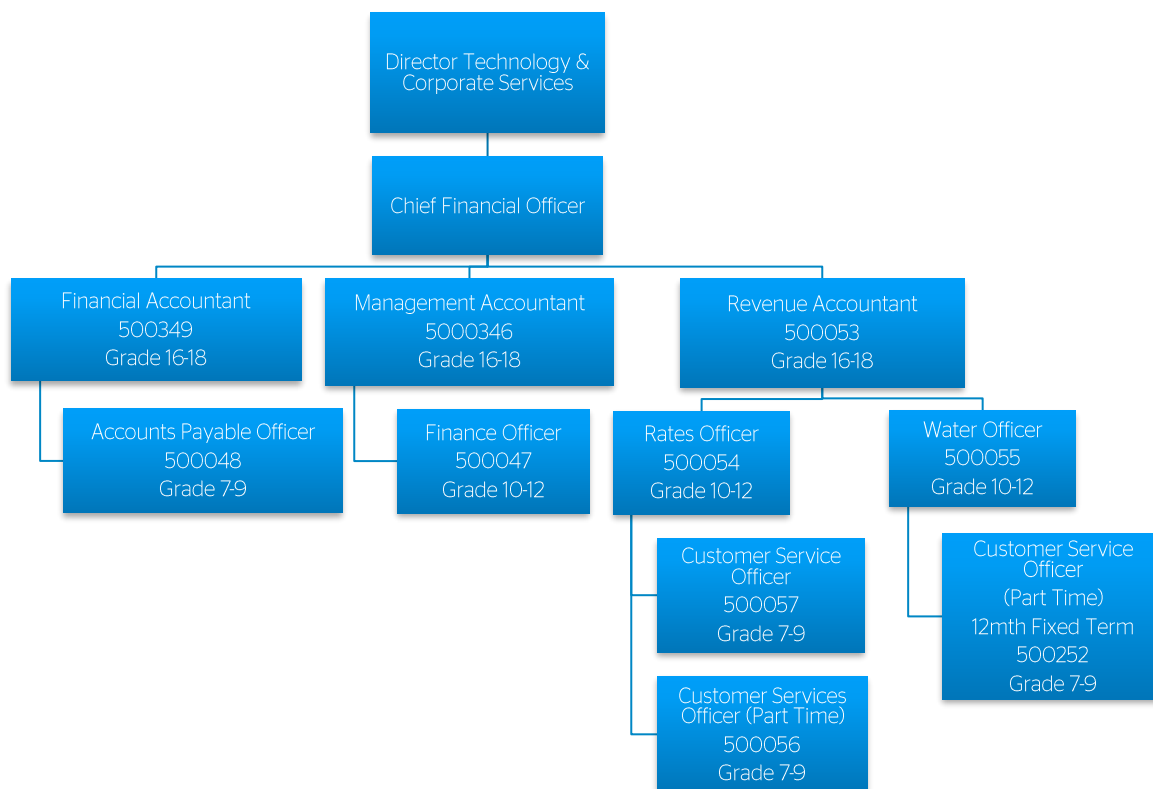 Director Technology &
Corporate Services
Chief Financial Officer
Financial Accountant
500349
Grade 16-18
Management Accountant
5000346
Grade 16-18
Revenue Accountant
500053
Grade 16-18
Accounts Payable Officer
500048
Grade 7-9
Finance Officer
500047
Grade 10-12
Rates Officer
500054
Grade 10-12
Water Officer
500055
Grade 10-12
Customer Service
Officer
500057
Grade 7-9
Customer Service
Officer
(Part Time)
12mth Fixed Term
500252
Grade 7-9
Customer Services
Officer (Part Time)
500056
Grade 7-9